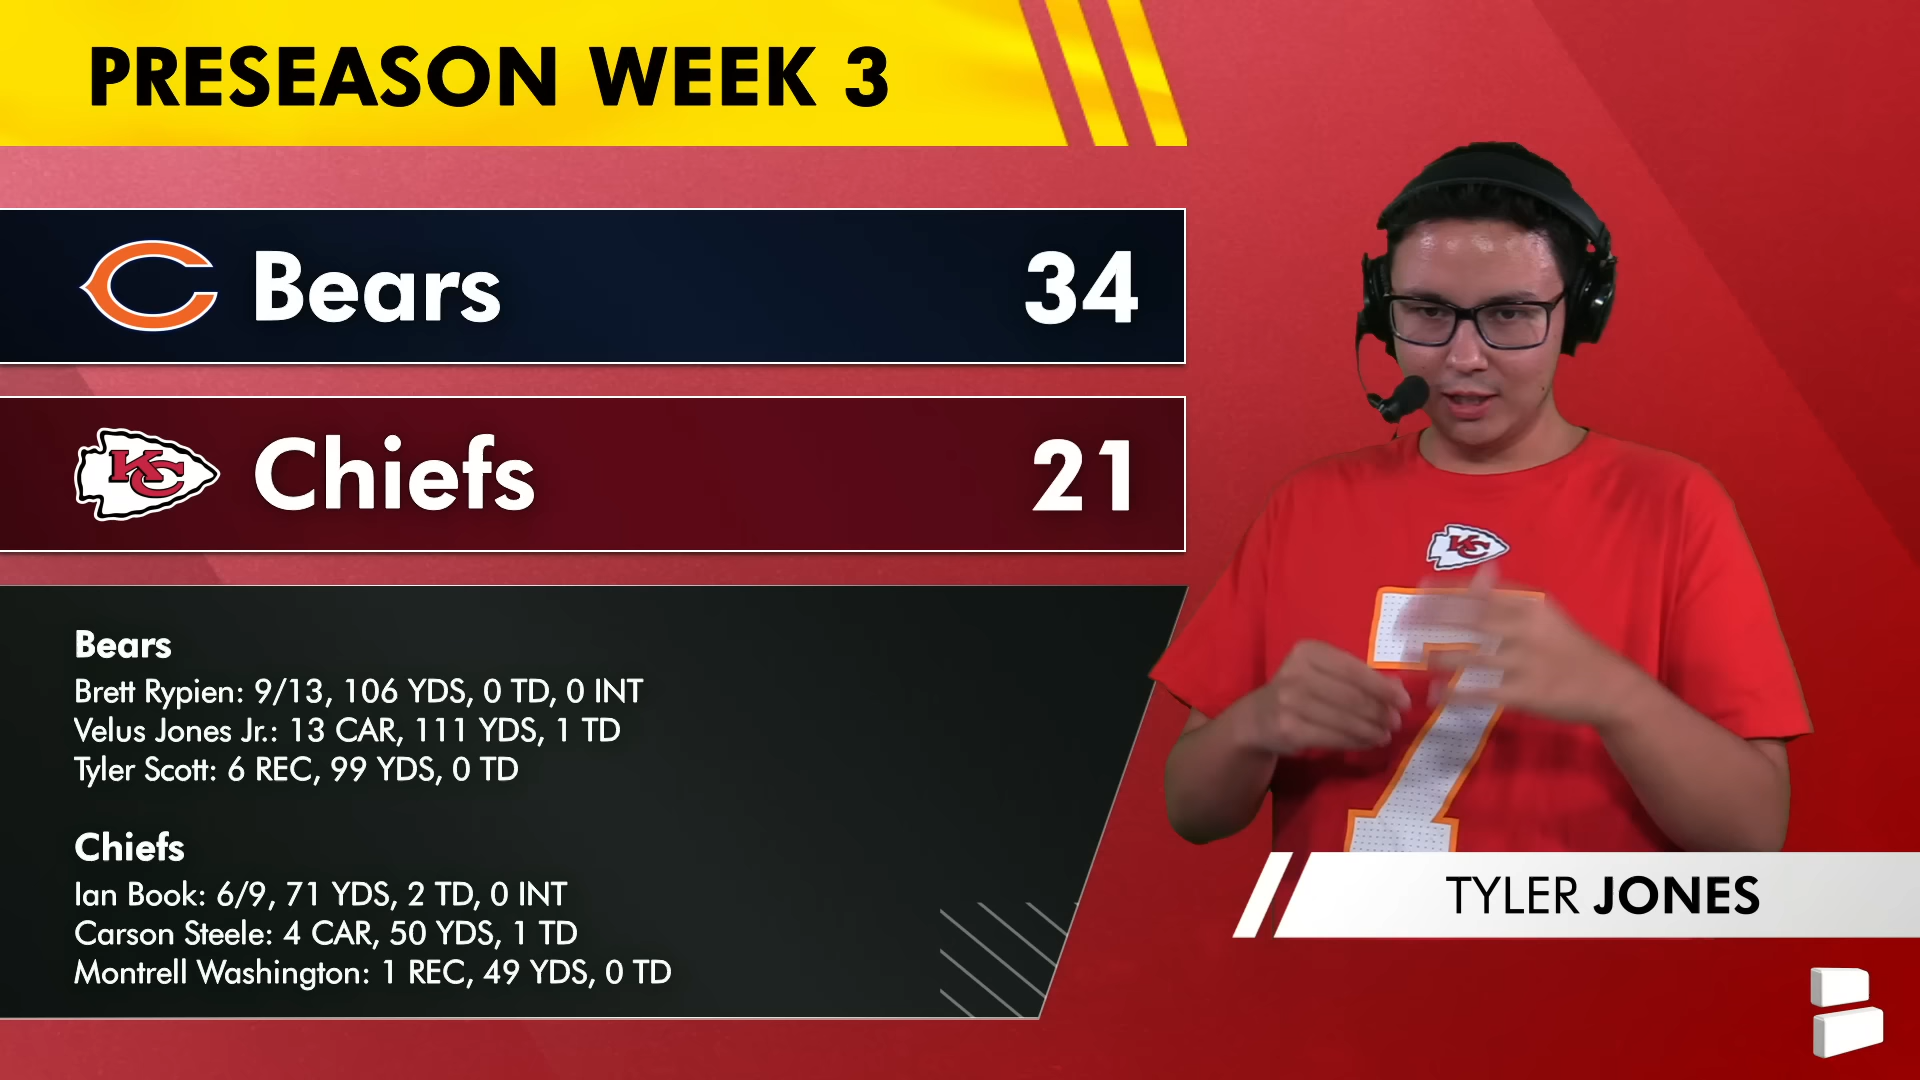 PRESEASON WEEK 3
Bears 34
KC Chiefs 21
Bears
Brett Rypien: 9/13, 106 YDS, 0 TD, 0 INT
Velus Jones Jr.: 13 CAR, 111 YDS, 1 TD
Tyler Scott: 6 REC, 99 YDS, 0 TD
Chiefs
Ian Book: 6/9, 71 YDS, 2 TD, 0 INT
Carson Steele: 4 CAR, 50 YDS, 1 TD
Montrell Washington: 1 REC, 49 YDS, 0 TD
KC
7
TYLER JONES